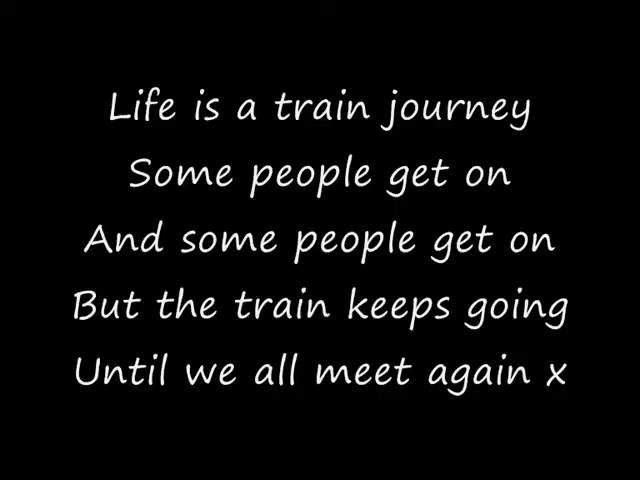 Life is a train journey
Some people get on
And some people get on
But the train keeps going
Until we all meet again x